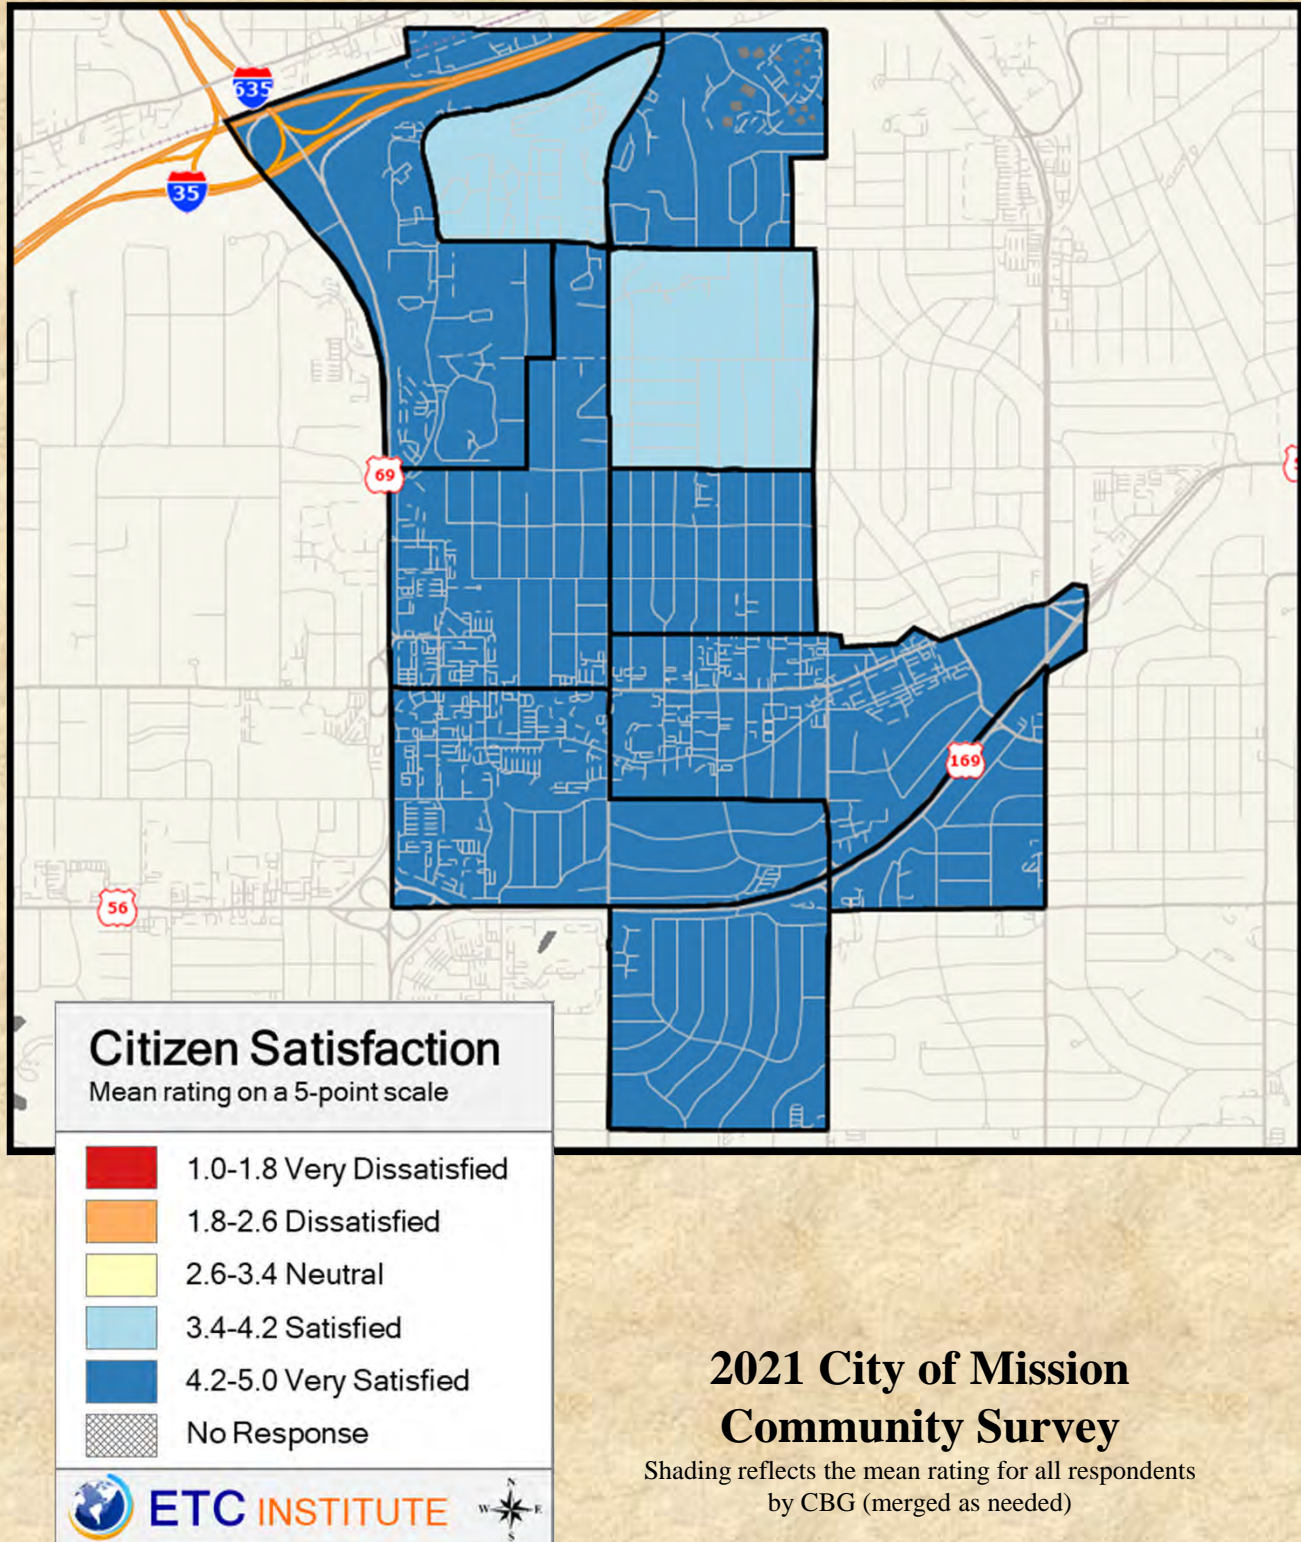 635
35
69
169
56
Citizen Satisfaction
Mean rating on a 5-point scale
1.0-1.8 Very Dissatisfied
1.8-2.6 Dissatisfied
2.6-3.4 Neutral
3.4-4.2 Satisfied
4.2-5.0 Very Satisfied
No Response
ETC INSTITUTE
N
W E
S
2021 City of Mission
Community Survey
Shading reflects the mean rating for all respondents
by CBG (merged as needed)